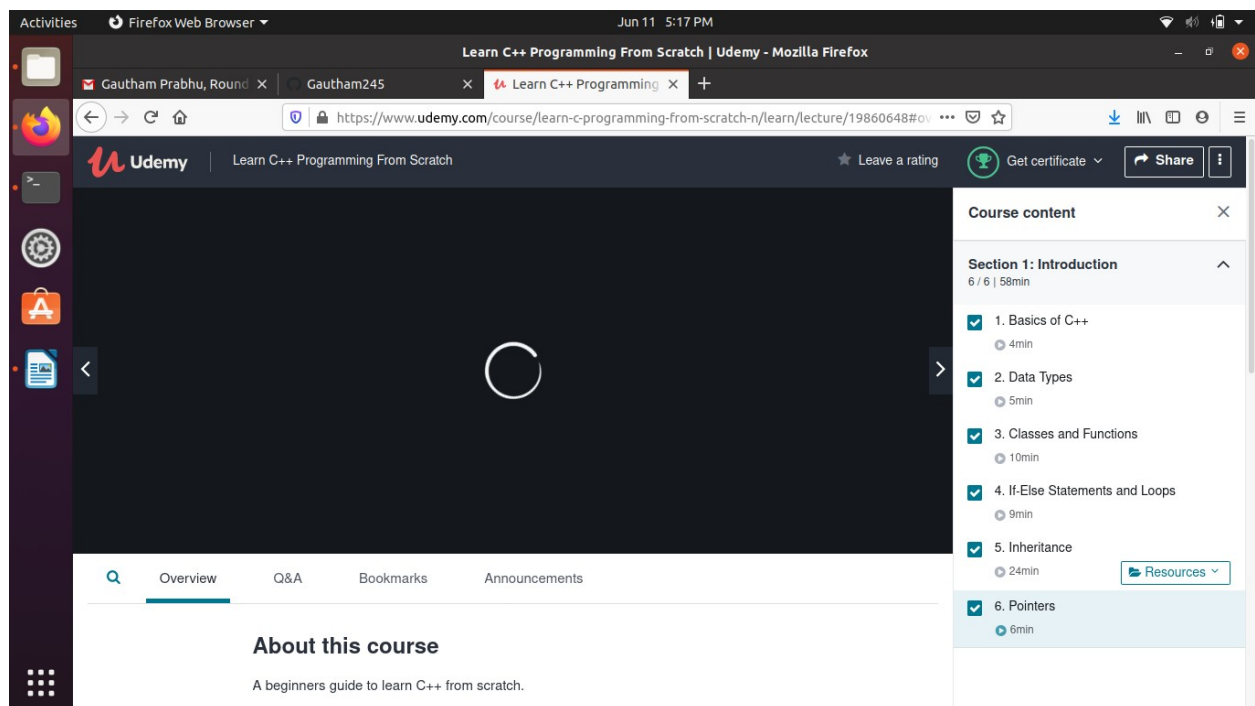 Activities Firefox Web Browser Jun 11 5:17 PM
Learn C++ Programming From Scratch | Udemy - Mozilla Firefox
Gautham Prabhu, Round Gautham245 Learn C++ Programming
https://www.udemy.com/course/learn-c-programming-from-scratch-n/learn/lecture/19860648#ov
Udemy Learn C++ Programming From Scratch Leave a rating Get certificate Share
Course content
Section 1: Introduction
6 / 6 | 58min
1. Basics of C++
4min
2. Data Types
5min
3. Classes and Functions
10min
4. If-Else Statements and Loops
9min
5. Inheritance
24min Resources
6. Pointers
6min
Overview Q&A Bookmarks Announcements
About this course
A beginners guide to learn C++ from scratch.